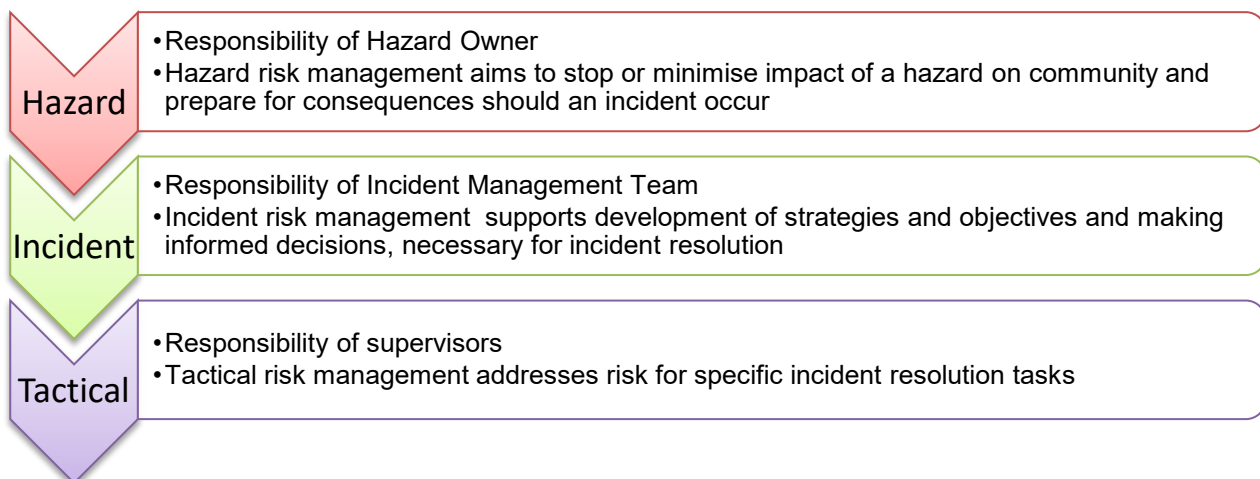 Hazard
•Responsibility of Hazard Owner
•Hazard risk management aims to stop or minimise impact of a hazard on community and
prepare for consequences should an incident occur
Incident
•Responsibility of Incident Management Team
•Incident risk management  supports development of strategies and objectives and making
informed decisions, necessary for incident resolution
Tactical
•Responsibility of supervisors
•Tactical risk management addresses risk for specific incident resolution tasks